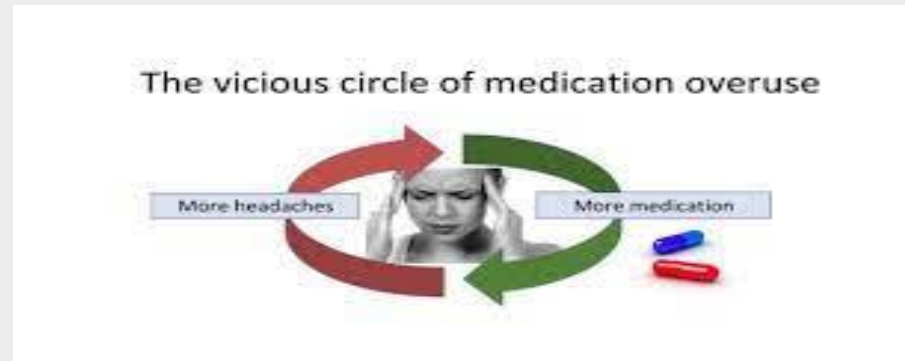 The vicious circle of medication overuse
More headaches
More medication